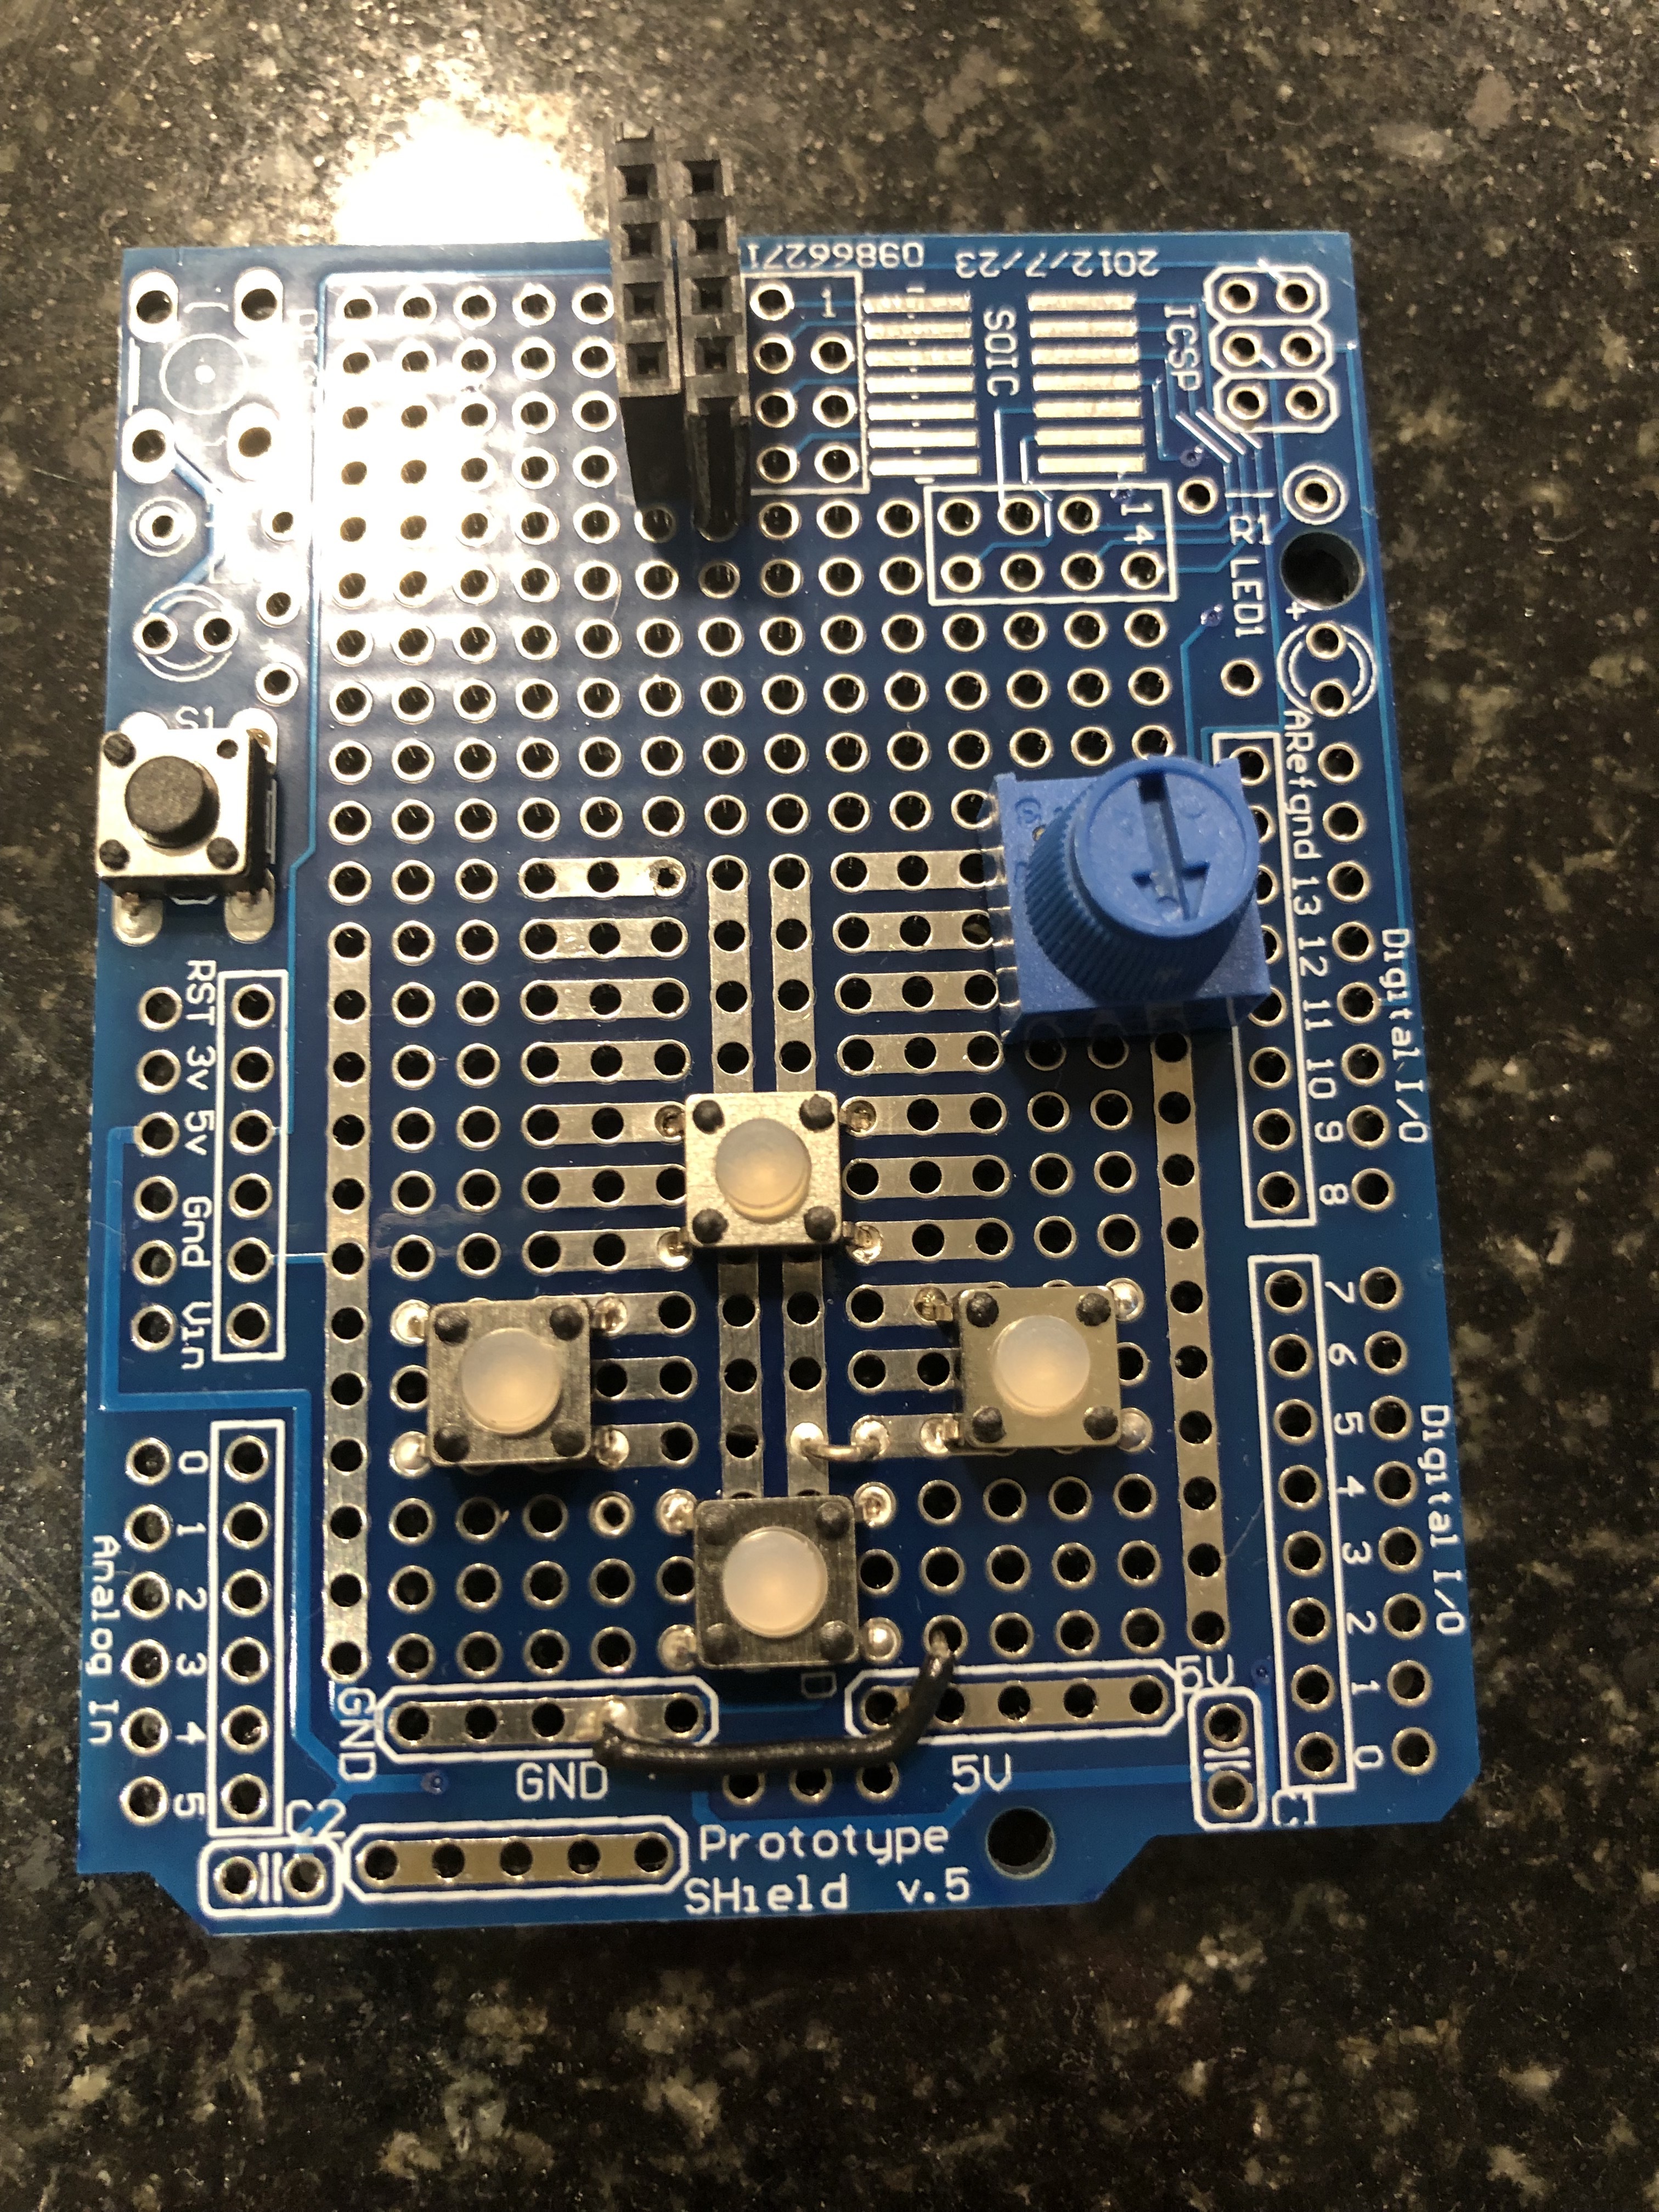 09866271 2012/7/23
1
SOIC
ICSP
14
R1
LED1
+
S1
ARef
gnd
13
12
11
10
9
8
Digital I/O
RST
3v
5v
Gnd
Vin
7
6
5
4
3
2
1
0
Digital I/O
0
1
2
3
4
5
Analog In
GND
GND
5V
5V
C2
C1
Prototype
SHield v.5